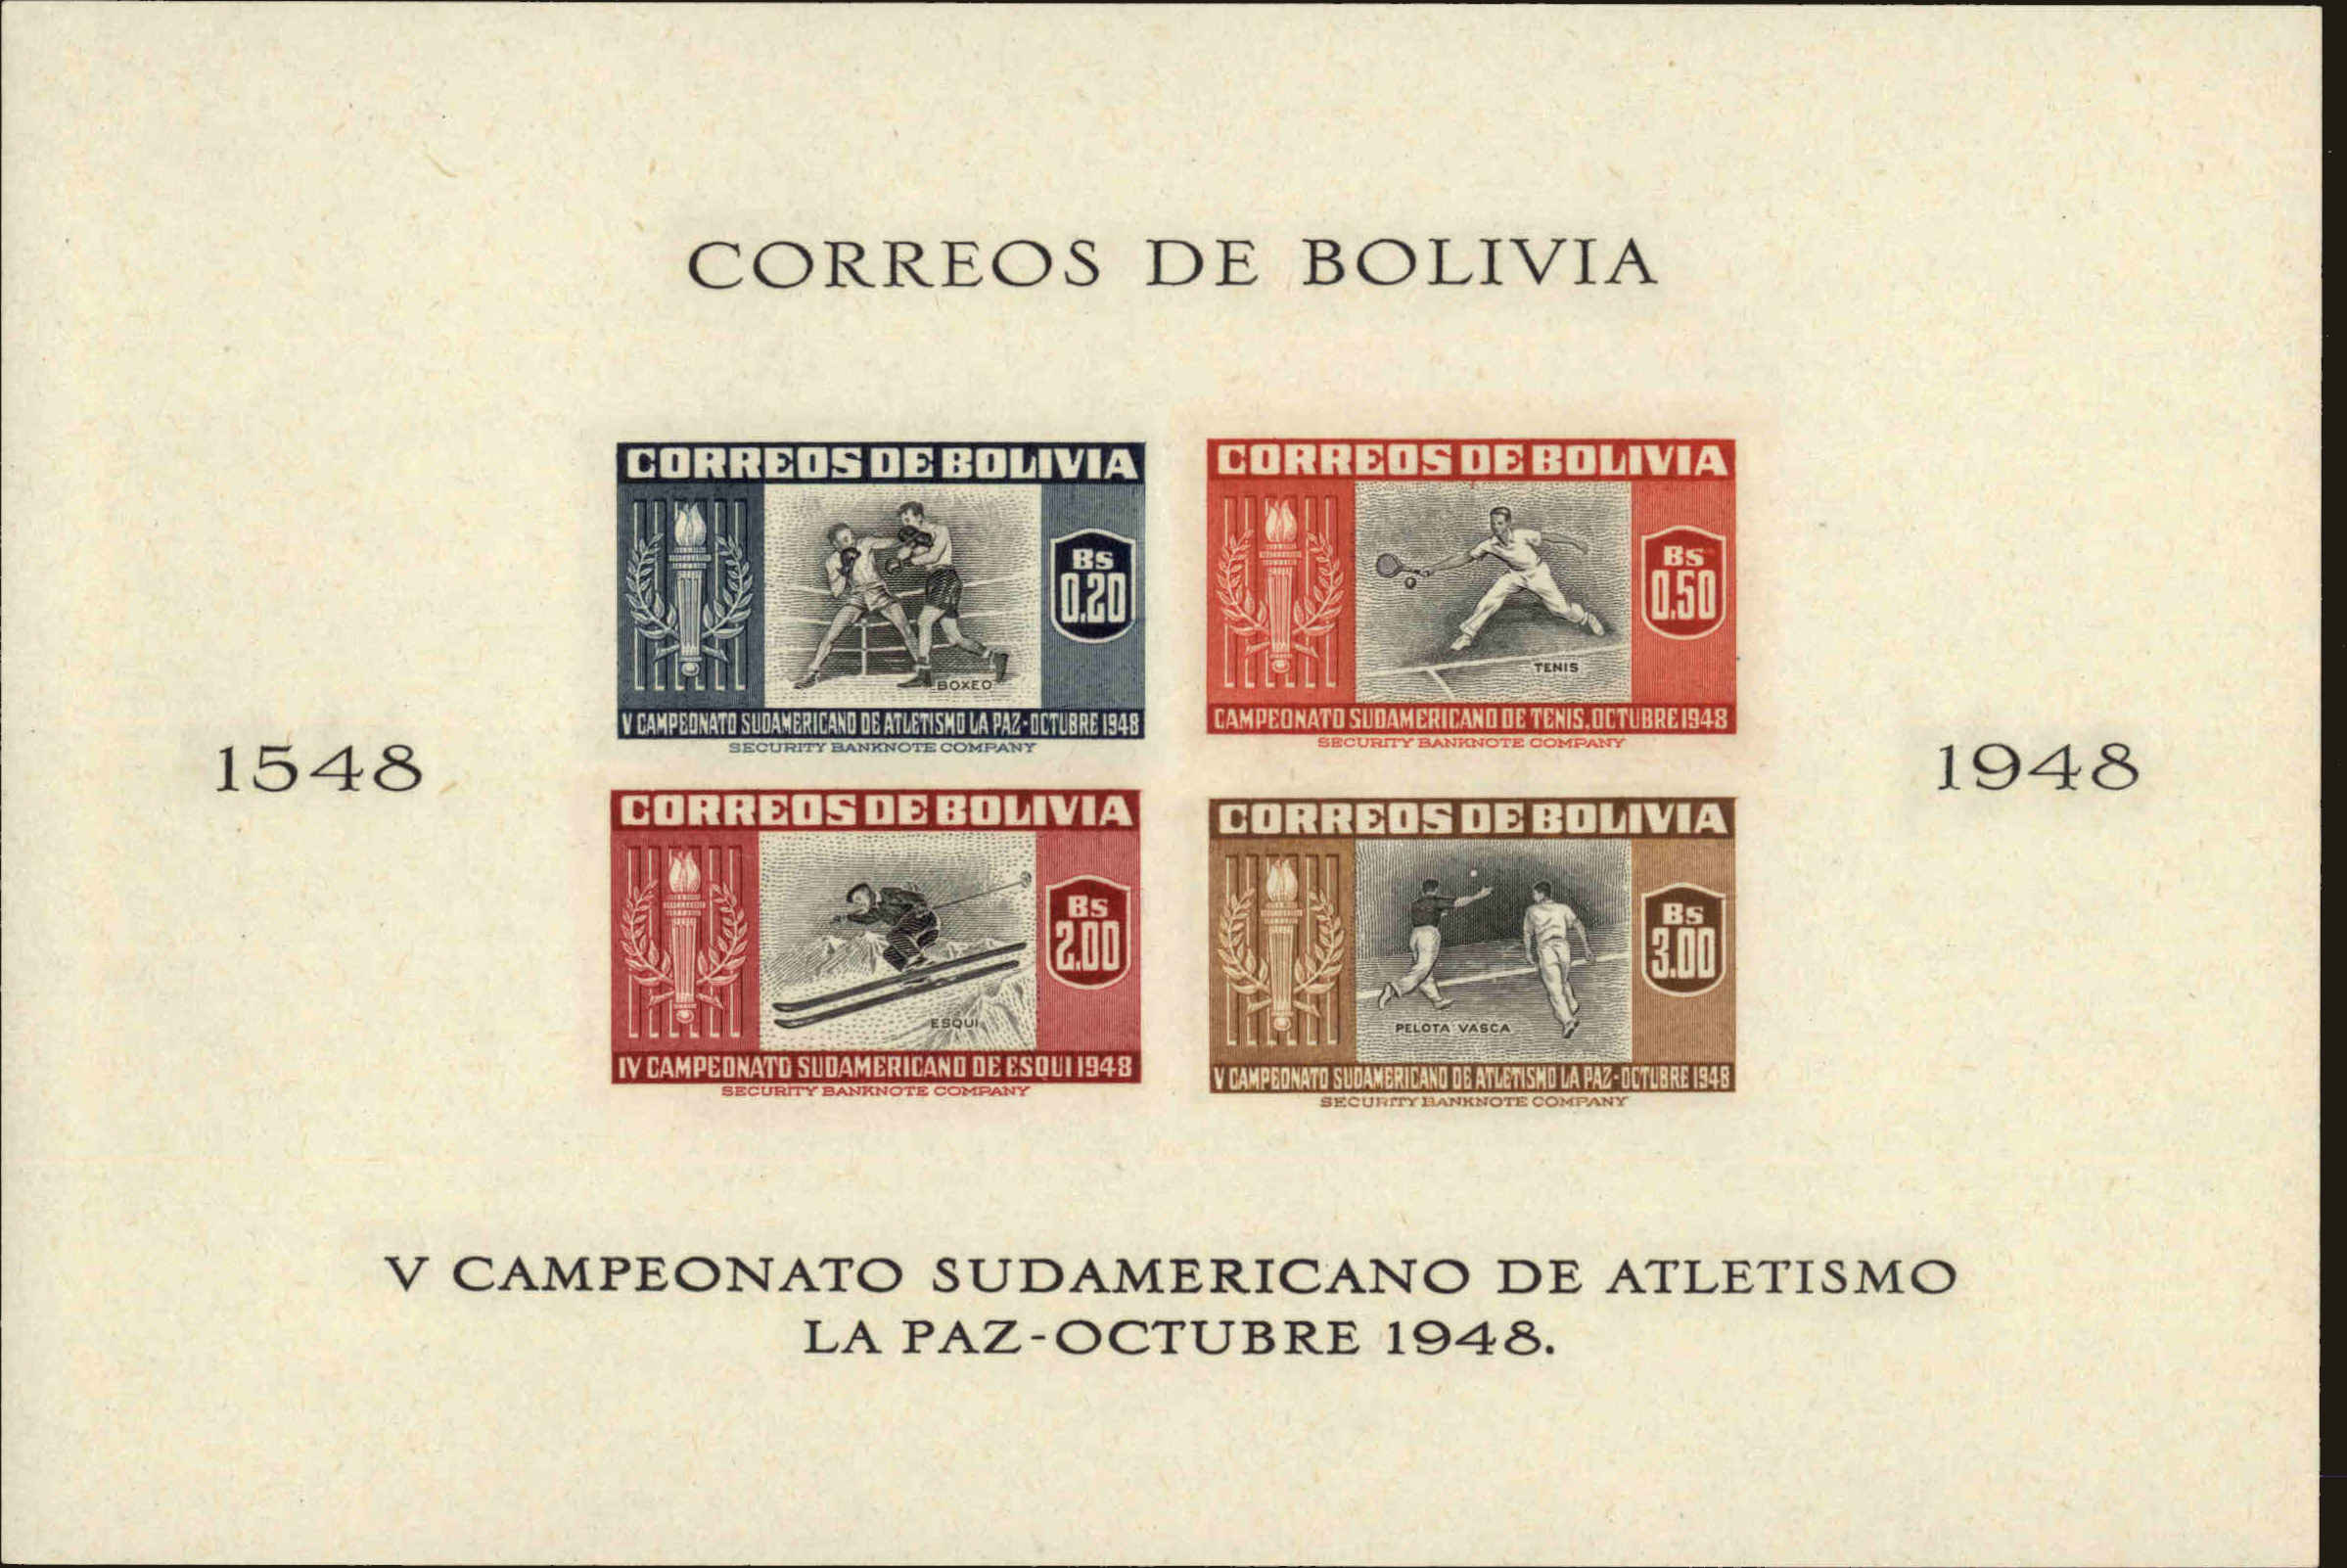 CORREOS DE BOLIVIA
CORREOS DE BOLIVIA
Bs
0.20
BOXEO
V CAMPEONATO SUDAMERICANO DE ATLETISMO LA PAZ-OCTUBRE 1948
SECURITY BANKNOTE COMPANY
CORREOS DE BOLIVIA
Bs
0.50
TENIS
CAMPEONATO SUDAMERICANO DE TENIS, OCTUBRE 1948
SECURITY BANKNOTE COMPANY
1548
1948
CORREOS DE BOLIVIA
Bs
2.00
ESQUI
IV CAMPEONATO SUDAMERICANO DE ESQUI 1948
SECURITY BANKNOTE COMPANY
CORREOS DE BOLIVIA
Bs
3.00
PELOTA VASCA
V CAMPEONATO SUDAMERICANO DE ATLETISMO LA PAZ-OCTUBRE 1948
SECURITY BANKNOTE COMPANY
V CAMPEONATO SUDAMERICANO DE ATLETISMO
LA PAZ-OCTUBRE 1948.